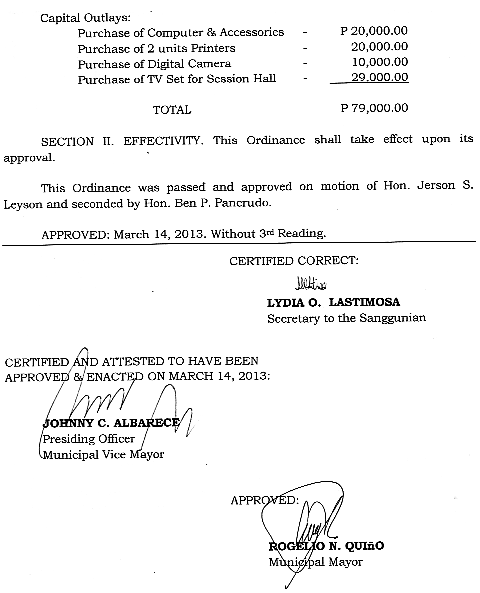 Capital Outlays:
Purchase of Computer & Accessories - P 20,000.00
Purchase of 2 units Printers - 20,000.00
Purchase of Digital Camera - 10,000.00
Purchase of TV Set for Session Hall - 29,000.00
TOTAL P 79,000.00
SECTION II. EFFECTIVITY. This Ordinance shall take effect upon its
approval.
This Ordinance was passed and approved on motion of Hon. Jerson S.
Leyson and seconded by Hon. Ben P. Pancrudo.
APPROVED: March 14, 2013. Without 3rd Reading.
CERTIFIED CORRECT:
LYDIA O. LASTIMOSA
Secretary to the Sanggunian
CERTIFIED AND ATTESTED TO HAVE BEEN
APPROVED & ENACTED ON MARCH 14, 2013:
JOHNNY C. ALBARECE
Presiding Officer
Municipal Vice Mayor
APPROVED:
ROGELIO N. QUIñO
Municipal Mayor